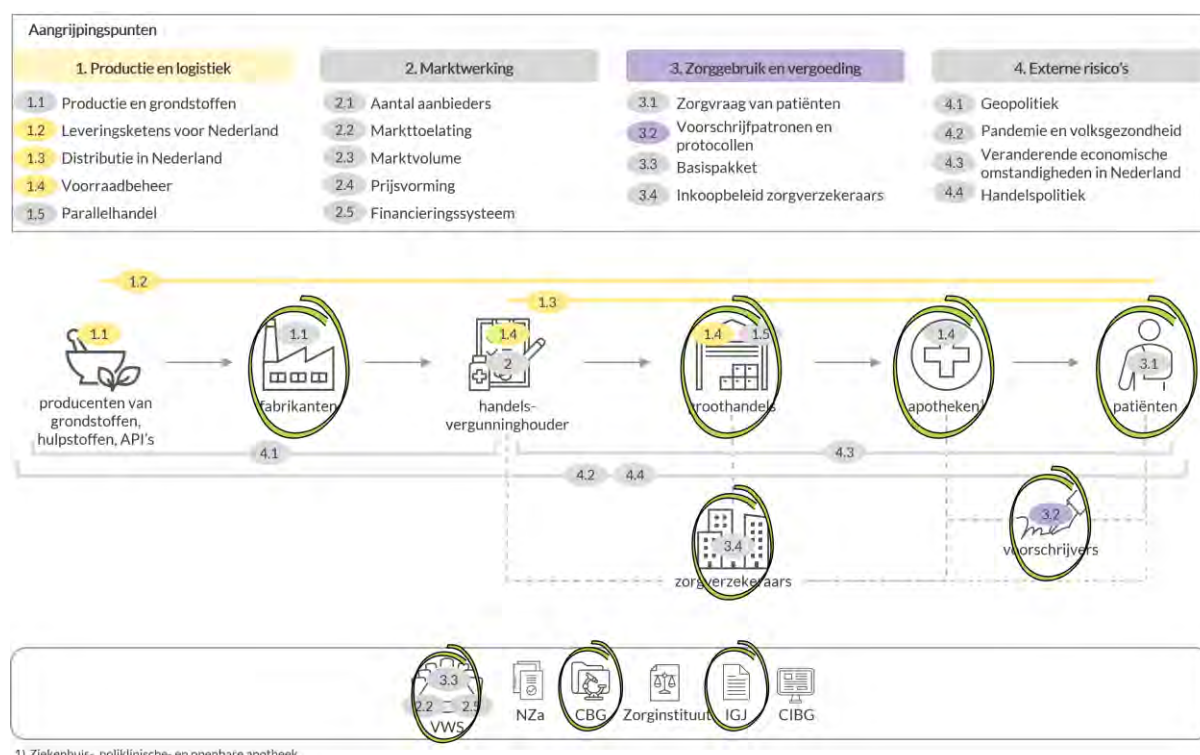 Aangrijpingspunten
1. Productie en logistiek
1.1 Productie en grondstoffen
1.2 Leveringsketens voor Nederland
1.3 Distributie in Nederland
1.4 Voorraadbeheer
1.5 Parallelhandel
2. Marktwerking
2.1 Aantal aanbieders
2.2 Markttoelating
2.3 Marktvolume
2.4 Prijsvorming
2.5 Financieringssysteem
3. Zorggebruik en vergoeding
3.1 Zorgvraag van patiënten
3.2 Voorschrijfpatronen en
protocollen
3.3 Basispakket
3.4 Inkoopbeleid zorgverzekeraars
4. Externe risico's
4.1 Geopolitiek
4.2 Pandemie en volksgezondheid
4.3 Veranderende economische
omstandigheden in Nederland
4.4 Handelspolitiek
1.2
1.3
1.1
1.1
1.4
2
1.4 1.5
1.4
3.1
producenten van
grondstoffen,
hulpstoffen, API's
fabrikanten
handels-
vergunninghouder
groothandels
apotheken¹
patiënten
4.1
4.3
4.2 4.4
3.4
zorgverzekeraars
3.2
voorschrijvers
3.3
2.2 2.5
VWS
NZa
CBG
Zorginstituut
IGJ
CIBG
1) Ziekenhuis-, poliklinische- en openbare apotheek